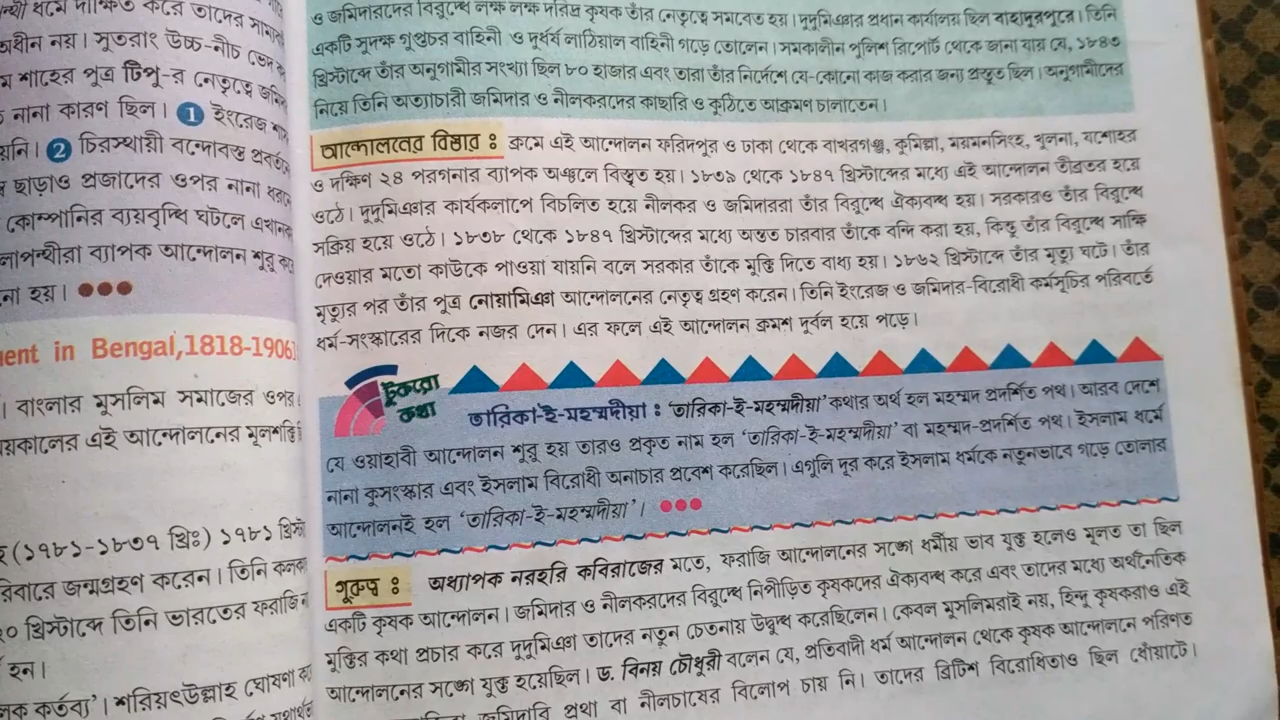 ন্থী ধর্মে দীক্ষিত করে তাদের সামা
অধীন নয়। সুতরাং উচ্চ-নীচ ভেদ
ম শাহের পুত্র টিপু-র নেতৃত্বে জমি
নানা কারণ ছিল। 1 ইংরেজ শাস
য়নি। 2 চিরস্থায়ী বন্দোবস্ত প্রবর্তন
ছাড়াও প্রজাদের ওপর নানা ধরনে
কোম্পানির ব্যয়বৃদ্ধি ঘটলে এখানক
লাপন্থীরা ব্যাপক আন্দোলন শুরু কর
না হয়।
ent in Bengal,1818-1906
। বাংলার মুসলিম সমাজের ওপর
য়কালের এই আন্দোলনের মূলশক্তি
(১৭৮১-১৮৩৭ খ্রিঃ) ১৭৮১ খ্রিস্টা
রিবারে জন্মগ্রহণ করেন। তিনি কলকা
২০ খ্রিস্টাব্দে তিনি ভারতের ফরাজি
হন।
লক কর্তব্য'। শরিয়ৎউল্লাহ ঘোষণা ক
ও জমিদারদের বিরুদ্ধে লক্ষ লক্ষ দরিদ্র কৃষক তাঁর নেতৃত্বে সমবেত হয়। দুদুমিঞার প্রধান কার্যালয় ছিল বাহাদুরপুরে। তিনি
একটি সুদক্ষ গুপ্তচর বাহিনী ও দুর্ধর্ষ লাঠিয়াল বাহিনী গড়ে তোলেন। সমকালীন পুলিশ রিপোর্ট থেকে জানা যায় যে, ১৮৪৩
খ্রিস্টাব্দে তাঁর অনুগামীর সংখ্যা ছিল ৮০ হাজার এবং তারা তাঁর নির্দেশে যে-কোনো কাজ করার জন্য প্রস্তুত ছিল। অনুগামীদের
নিয়ে তিনি অত্যাচারী জমিদার ও নীলকরদের কাছারি ও কুঠিতে আক্রমণ চালাতেন।
আন্দোলনের বিস্তার : ক্রমে এই আন্দোলন ফরিদপুর ও ঢাকা থেকে বাখরগঞ্জ, কুমিল্লা, ময়মনসিংহ, খুলনা, যশোহর
ও দক্ষিণ ২৪ পরগনার ব্যাপক অঞ্চলে বিস্তৃত হয়। ১৮৩৯ থেকে ১৮৪৭ খ্রিস্টাব্দের মধ্যে এই আন্দোলন তীব্রতর হয়ে
ওঠে। দুদুমিঞার কার্যকলাপে বিচলিত হয়ে নীলকর ও জমিদাররা তাঁর বিরুদ্ধে ঐক্যবদ্ধ হয়। সরকারও তাঁর বিরুদ্ধে
সক্রিয় হয়ে ওঠে। ১৮৩৮ থেকে ১৮৪৭ খ্রিস্টাব্দের মধ্যে অন্তত চারবার তাঁকে বন্দি করা হয়, কিন্তু তাঁর বিরুদ্ধে সাক্ষি
দেওয়ার মতো কাউকে পাওয়া যায়নি বলে সরকার তাঁকে মুক্তি দিতে বাধ্য হয়। ১৮৬২ খ্রিস্টাব্দে তাঁর মৃত্যু ঘটে। তাঁর
মৃত্যুর পর তাঁর পুত্র নোয়ামিঞা আন্দোলনের নেতৃত্ব গ্রহণ করেন। তিনি ইংরেজ ও জমিদার-বিরোধী কর্মসূচির পরিবর্তে
ধর্ম-সংস্কারের দিকে নজর দেন। এর ফলে এই আন্দোলন ক্রমশ দুর্বল হয়ে পড়ে।
টুকরো
কথা
তারিকা-ই-মহম্মদীয়া : 'তারিকা-ই-মহম্মদীয়া' কথার অর্থ হল মহম্মদ প্রদর্শিত পথ। আরব দেশে
যে ওয়াহাবী আন্দোলন শুরু হয় তারও প্রকৃত নাম হল 'তারিকা-ই-মহম্মদীয়া' বা মহম্মদ-প্রদর্শিত পথ। ইসলাম ধর্মে
নানা কুসংস্কার এবং ইসলাম বিরোধী অনাচার প্রবেশ করেছিল। এগুলি দূর করে ইসলাম ধর্মকে নতুনভাবে গড়ে তোলার
আন্দোলনই হল 'তারিকা-ই-মহম্মদীয়া'।
গুরুত্ব : অধ্যাপক নরহরি কবিরাজের মতে, ফরাজি আন্দোলনের সঙ্গে ধর্মীয় ভাব যুক্ত হলেও মূলত তা ছিল
একটি কৃষক আন্দোলন। জমিদার ও নীলকরদের বিরুদ্ধে নিপীড়িত কৃষকদের ঐক্যবদ্ধ করে এবং তাদের মধ্যে অর্থনৈতিক
মুক্তির কথা প্রচার করে দুদুমিঞা তাদের নতুন চেতনায় উদ্বুদ্ধ করেছিলেন। কেবল মুসলিমরাই নয়, হিন্দু কৃষকরাও এই
আন্দোলনের সঙ্গে যুক্ত হয়েছিল। ড. বিনয় চৌধুরী বলেন যে, প্রতিবাদী ধর্ম আন্দোলন থেকে কৃষক আন্দোলনে পরিণত
জমিদারি প্রথা বা নীলচাষের বিলোপ চায় নি। তাদের ব্রিটিশ বিরোধিতাও ছিল ধোঁয়াটে।